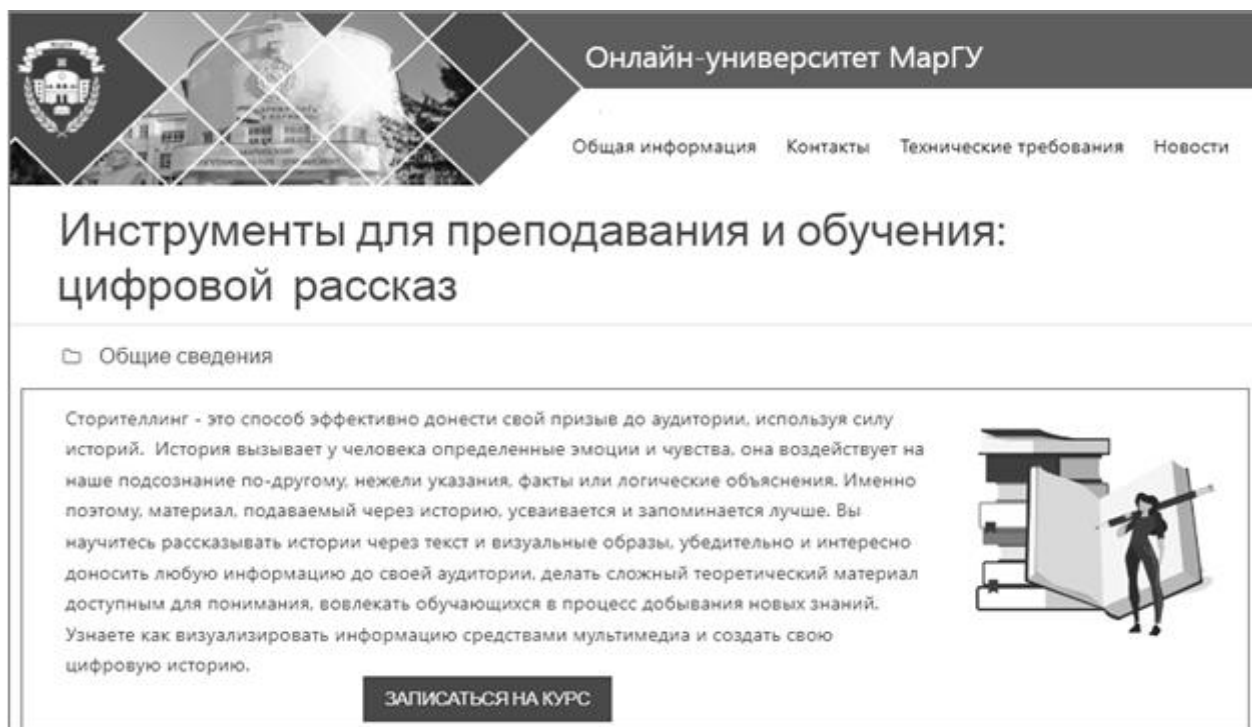 Онлайн-университет МарГУ
Общая информация Контакты Технические требования Новости
Инструменты для преподавания и обучения:
цифровой рассказ
Общие сведения
Сторителлинг - это способ эффективно донести свой призыв до аудитории, используя силу
историй. История вызывает у человека определенные эмоции и чувства, она воздействует на
наше подсознание по-другому, нежели указания, факты или логические объяснения. Именно
поэтому, материал, подаваемый через историю, усваивается и запоминается лучше. Вы
научитесь рассказывать истории через текст и визуальные образы, убедительно и интересно
доносить любую информацию до своей аудитории, делать сложный теоретический материал
доступным для понимания, вовлекать обучающихся в процесс добывания новых знаний.
Узнаете как визуализировать информацию средствами мультимедиа и создать свою
цифровую историю.
ЗАПИСАТЬСЯ НА КУРС